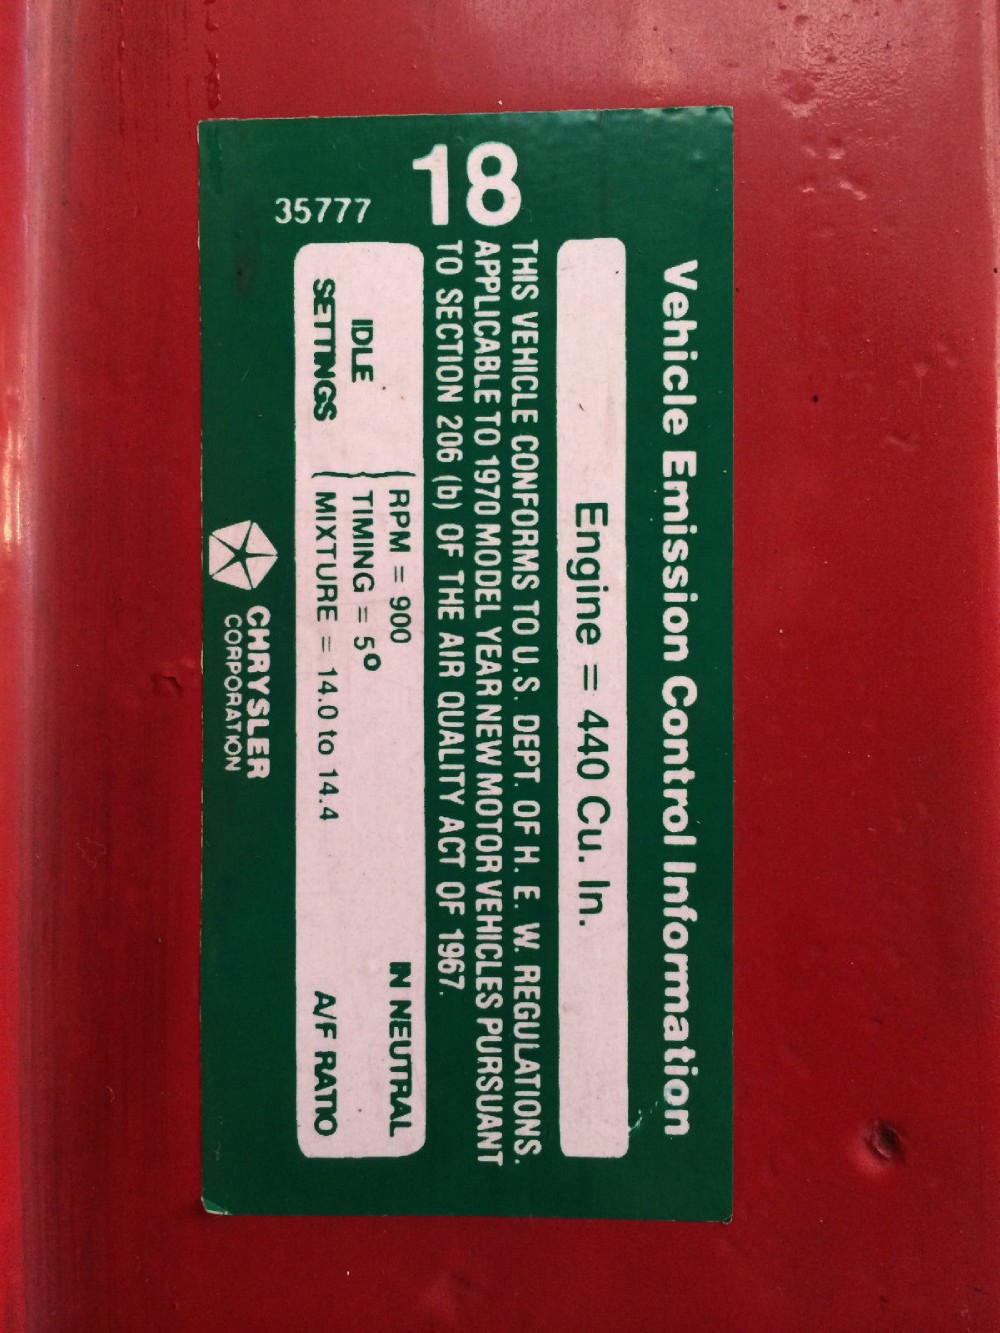 Vehicle Emission Control Information
Engine = 440 Cu. In.
18
THIS VEHICLE CONFORMS TO U.S. DEPT. OF H. E. W. REGULATIONS.
APPLICABLE TO 1970 MODEL YEAR NEW MOTOR VEHICLES PURSUANT
TO SECTION 206 (b) OF THE AIR QUALITY ACT OF 1967.
35777
IDLE
SETTINGS
RPM = 900 IN NEUTRAL
TIMING = 5°
MIXTURE = 14.0 to 14.4 A/F RATIO
CHRYSLER
CORPORATION